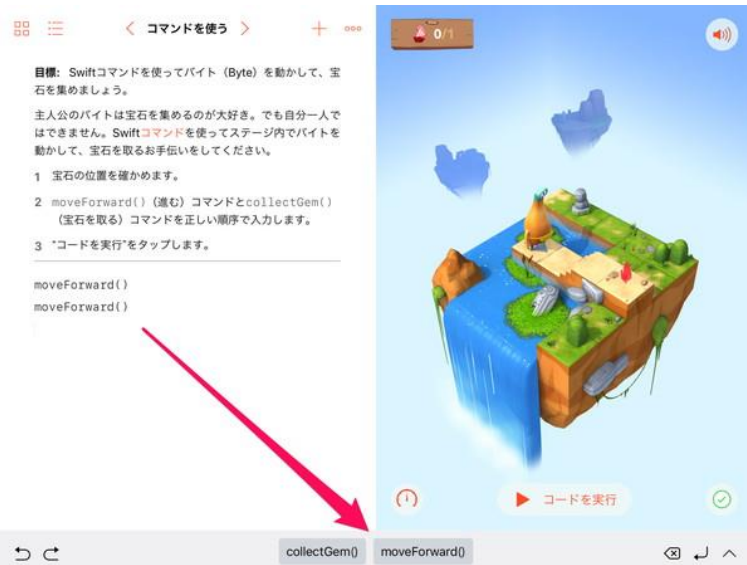 コマンドを使う
目標: Swiftコマンドを使ってバイト（Byte）を動かして、宝
石を集めましょう。
主人公のバイトは宝石を集めるのが大好き。でも自分一人で
はできません。Swiftコマンドを使ってステージ内でバイトを
動かして、宝石を取るお手伝いをしてください。
1 宝石の位置を確かめます。
2 moveForward()（進む）コマンドとcollectGem()
（宝石を取る）コマンドを正しい順序で入力します。
3 "コードを実行"をタップします。
moveForward()
moveForward()
0/1
コードを実行
collectGem() moveForward()